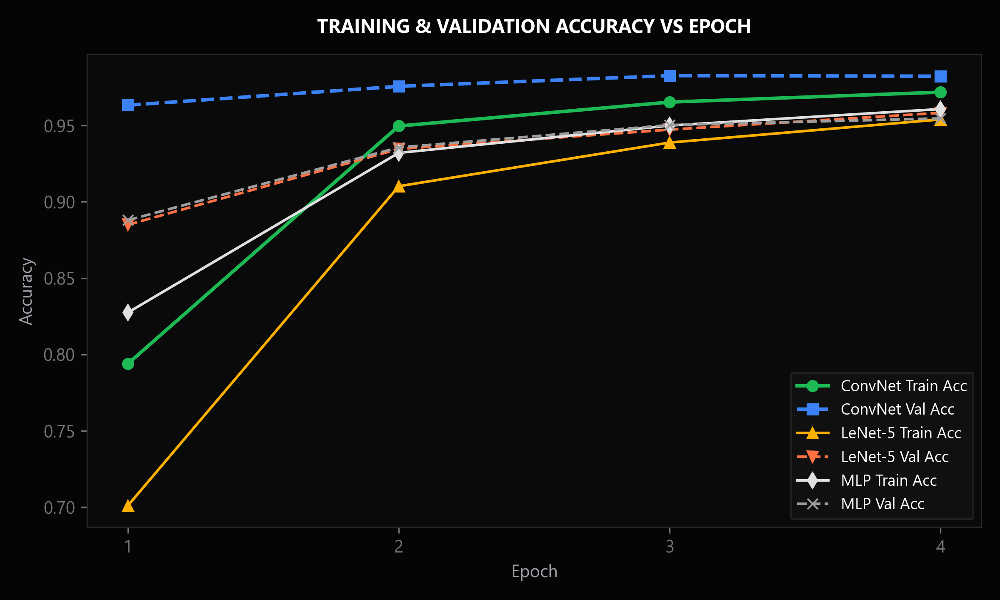 TRAINING & VALIDATION ACCURACY VS EPOCH
0.95
0.90
0.85
0.80
0.75
0.70
Accuracy
ConvNet Train Acc
ConvNet Val Acc
LeNet-5 Train Acc
LeNet-5 Val Acc
MLP Train Acc
MLP Val Acc
1 2 3 4
Epoch